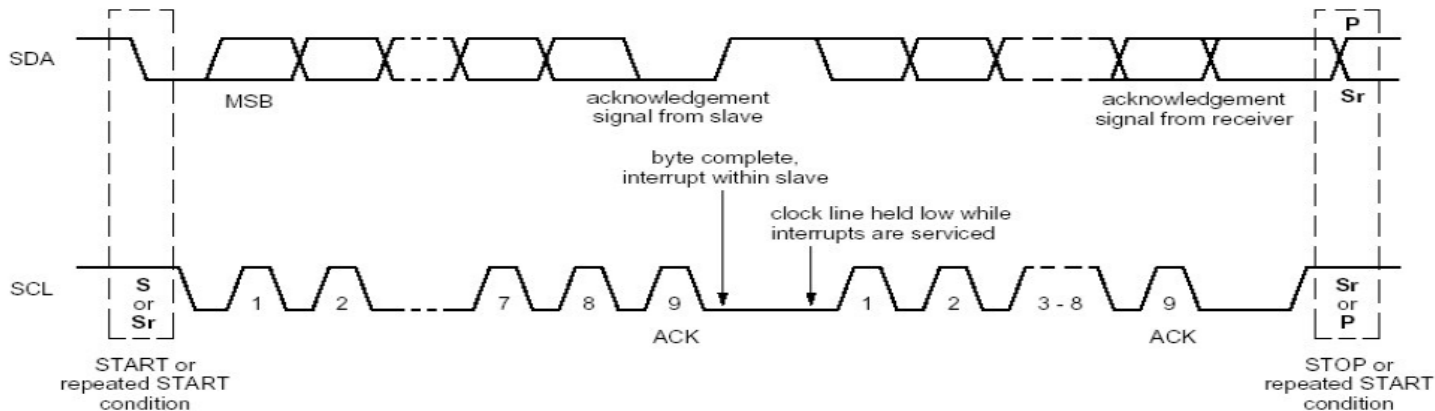 P
SDA
MSB
acknowledgement
signal from slave
acknowledgement
signal from receiver
Sr
byte complete,
interrupt within slave
clock line held low while
interrupts are serviced
SCL
S
or
Sr
1
2
7
8
9
1
2
3 - 8
9
Sr
or
P
ACK
ACK
START or
repeated START
condition
STOP or
repeated START
condition